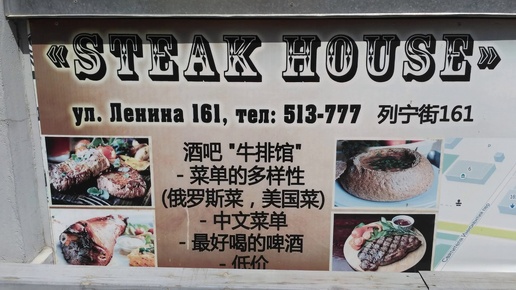 «STEAK HOUSE»
ул. Ленина 161, тел: 513-777 列宁街161
酒吧 "牛排馆"
- 菜单的多样性
(俄罗斯菜，美国菜)
- 中文菜单
- 最好喝的啤酒
- 低价